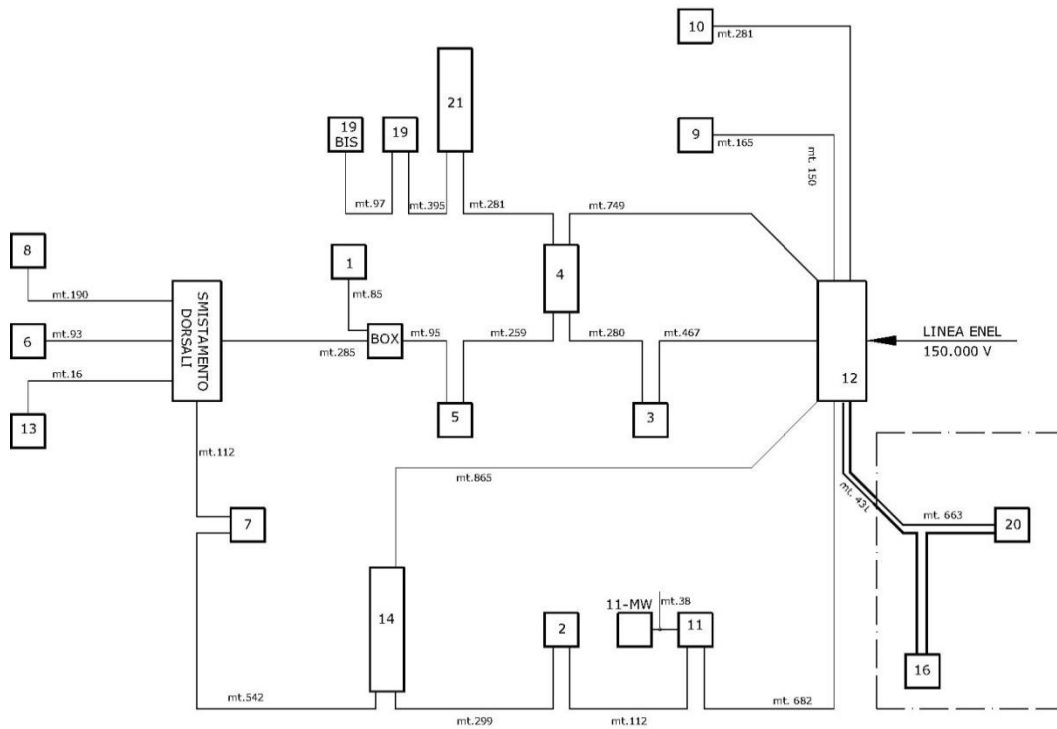 10
mt.281
21
19
BIS
19
9
mt.165
mt. 150
mt.97
mt.395
mt.281
mt.749
8
1
4
mt.190
mt.85
SMISTAMENTO
DORSALI
6
mt.93
mt.285
BOX
mt.95
mt.259
mt.280
mt.467
LINEA ENEL
150.000 V
12
mt.16
13
5
3
mt.112
mt.865
mt. 431
mt. 663
20
7
14
11-MW
mt.38
2
11
16
mt.542
mt.299
mt.112
mt. 682